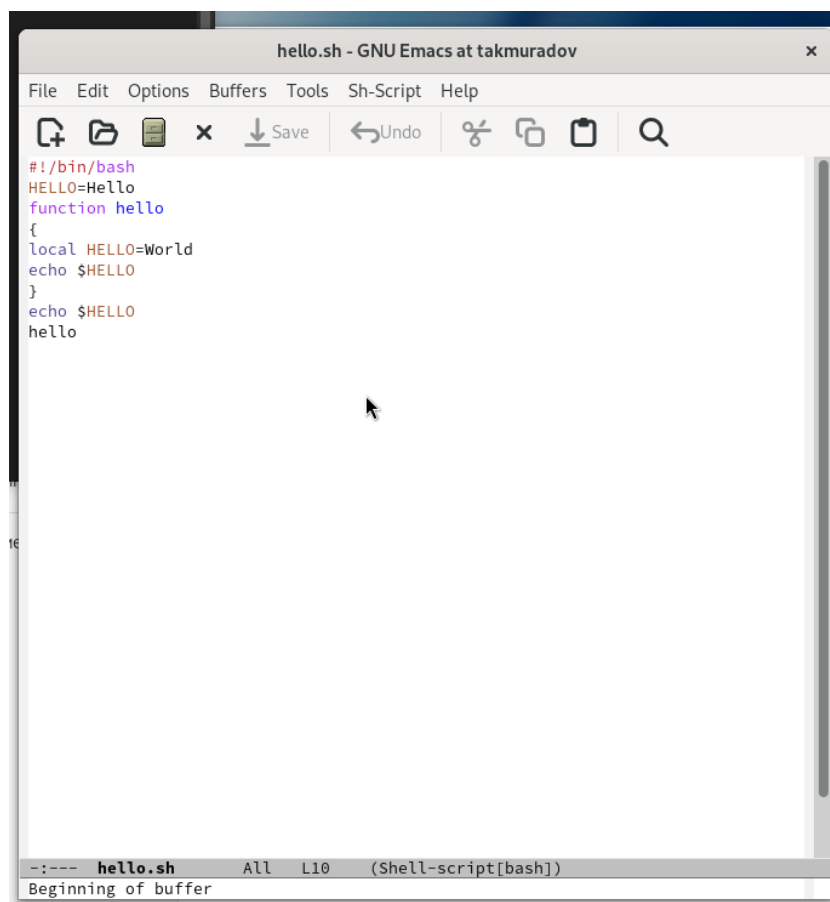 hello.sh - GNU Emacs at takmuradov
File Edit Options Buffers Tools Sh-Script Help
Save Undo
#!/bin/bash
HELLO=Hello
function hello
{
local HELLO=World
echo $HELLO
}
echo $HELLO
hello
-:--- hello.sh All L10 (Shell-script[bash])
Beginning of buffer